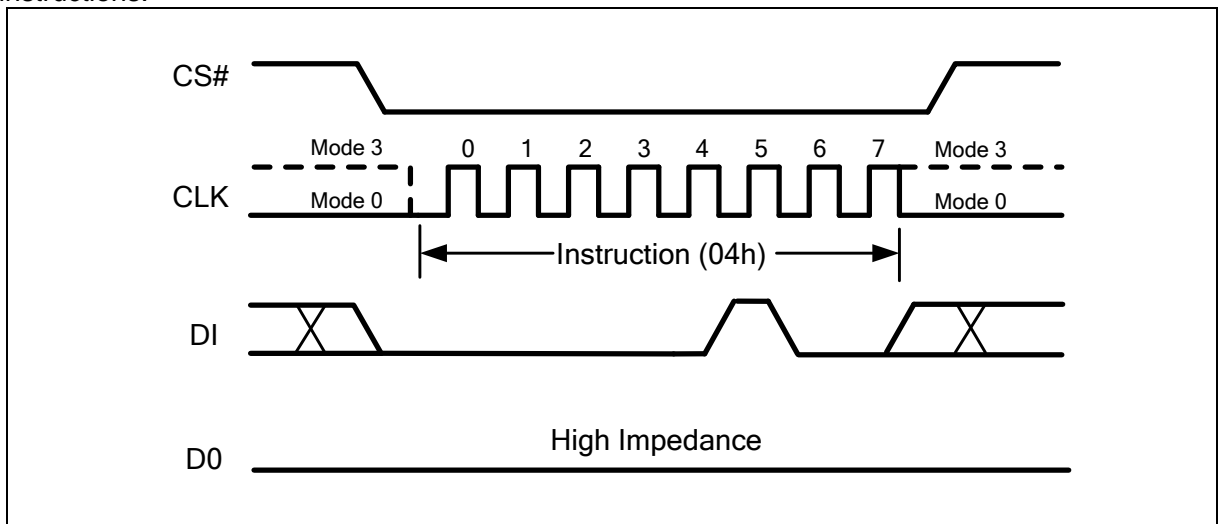 instructions.
CS#
Mode 3 0 1 2 3 4 5 6 7 Mode 3
CLK
Mode 0 Mode 0
Instruction (04h)
DI
High Impedance
D0